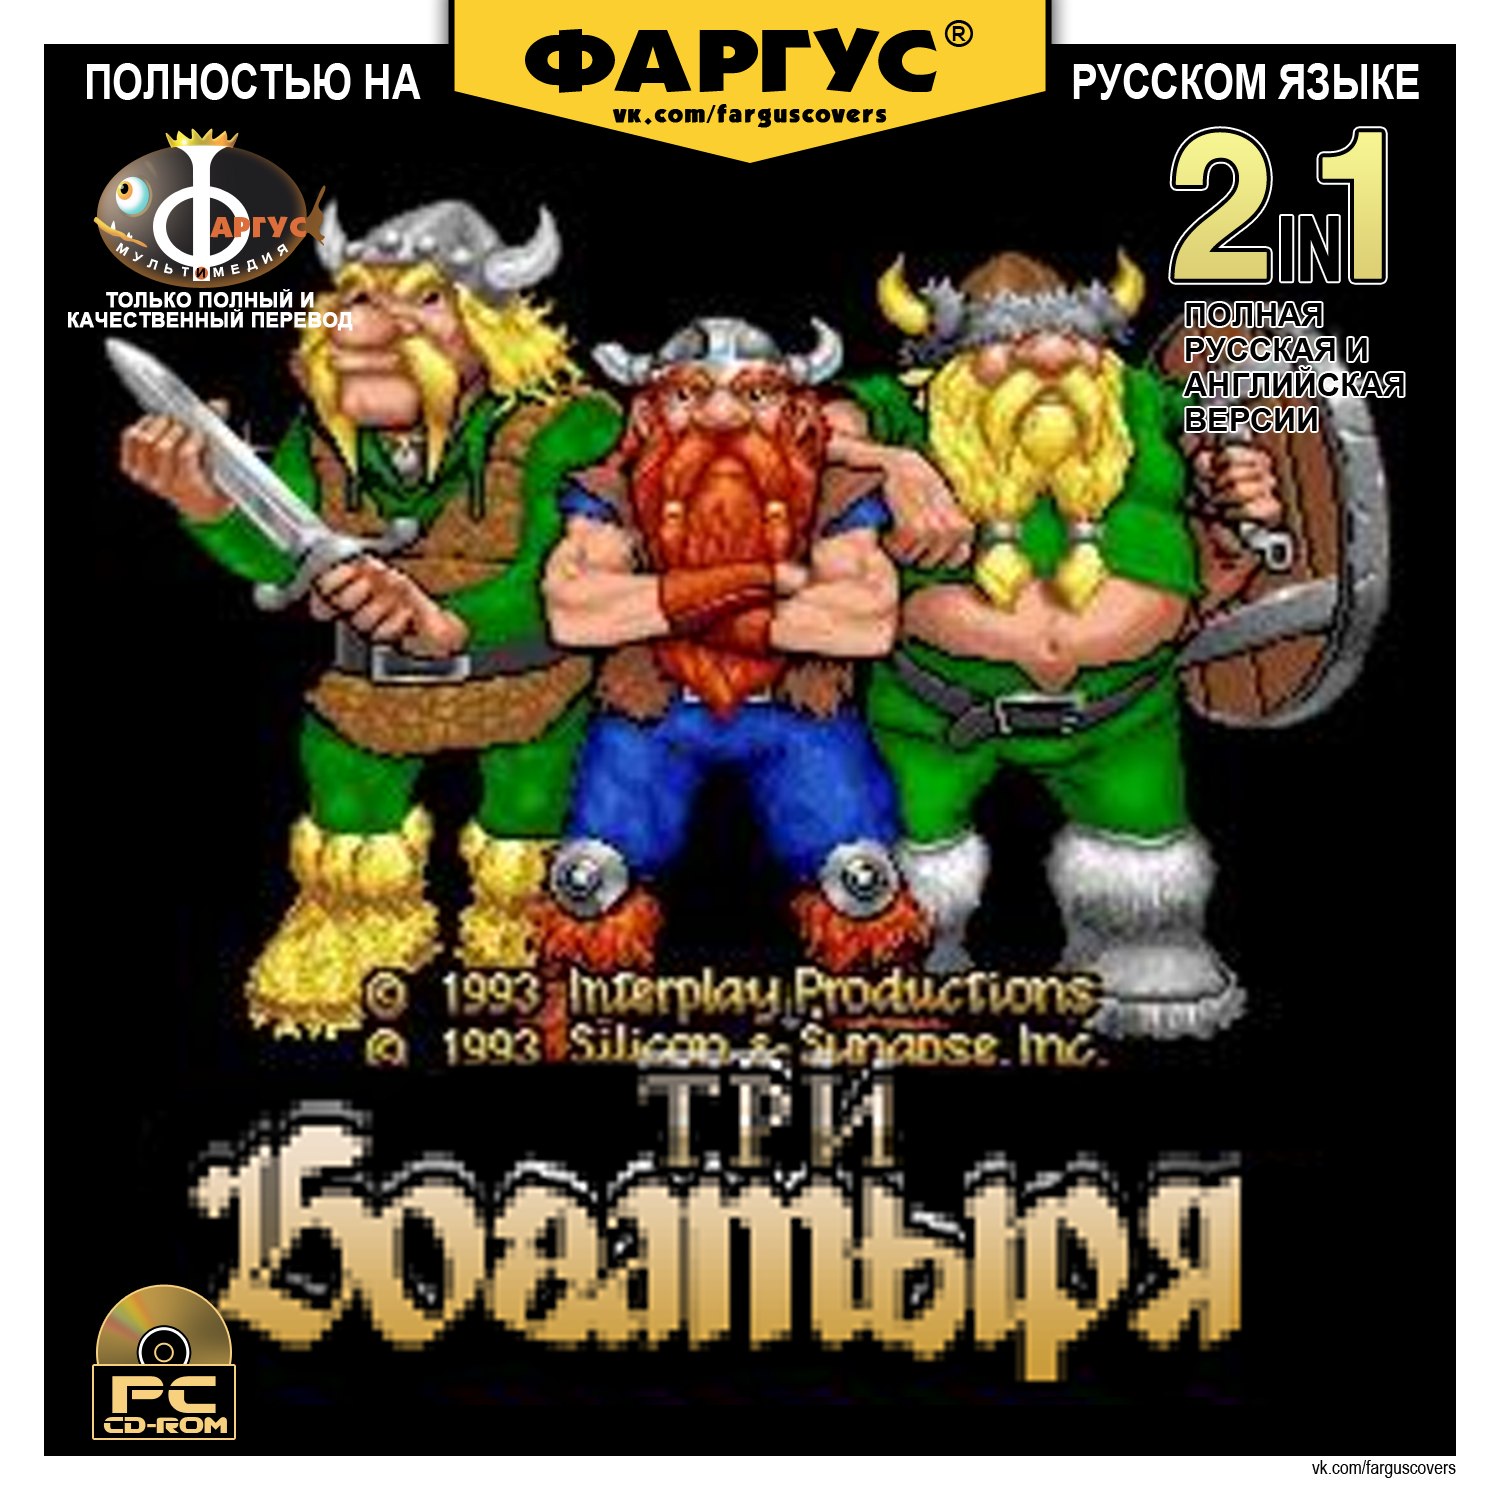 ФАРГУС®
vk.com/farguscovers
ПОЛНОСТЬЮ НА РУССКОМ ЯЗЫКЕ
ФАРГУС
МУЛЬТИМЕДИЯ
ТОЛЬКО ПОЛНЫЙ И
КАЧЕСТВЕННЫЙ ПЕРЕВОД
2IN1
ПОЛНАЯ
РУССКАЯ И
АНГЛИЙСКАЯ
ВЕРСИИ
© 1993 Interplay Productions
© 1993 Silicon & Synapse, Inc.
ТРИ
Богатыря
PC
CD-ROM
vk.com/farguscovers